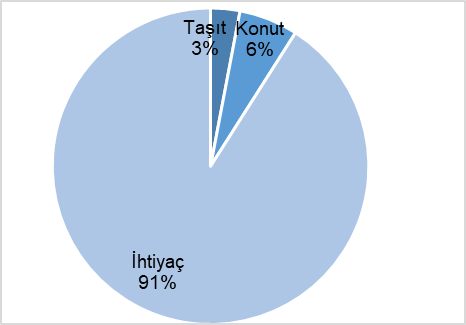 Taşıt
3%
Konut
6%
İhtiyaç
91%